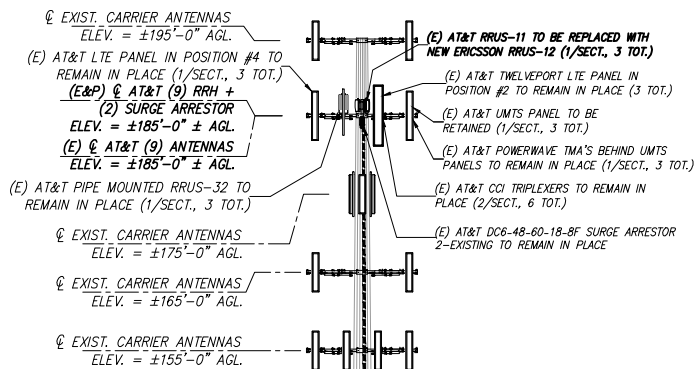 ℄ EXIST. CARRIER ANTENNAS
ELEV. = ±195'-0" AGL.
(E) AT&T LTE PANEL IN POSITION #4 TO
REMAIN IN PLACE (1/SECT., 3 TOT.)
(E&P) ℄ AT&T (9) RRH +
(2) SURGE ARRESTOR
ELEV. = ±185'-0" ± AGL.
(E) ℄ AT&T (9) ANTENNAS
ELEV. = ±185'-0" ± AGL.
(E) AT&T PIPE MOUNTED RRUS-32 TO
REMAIN IN PLACE (1/SECT., 3 TOT.)
℄ EXIST. CARRIER ANTENNAS
ELEV. = ±175'-0" AGL.
℄ EXIST. CARRIER ANTENNAS
ELEV. = ±165'-0" AGL.
℄ EXIST. CARRIER ANTENNAS
ELEV. = ±155'-0" AGL.
(E) AT&T RRUS-11 TO BE REPLACED WITH
NEW ERICSSON RRUS-12 (1/SECT., 3 TOT.)
(E) AT&T TWELVEPORT LTE PANEL IN
POSITION #2 TO REMAIN IN PLACE (3 TOT.)
(E) AT&T UMTS PANEL TO BE
RETAINED (1/SECT., 3 TOT.)
(E) AT&T POWERWAVE TMA'S BEHIND UMTS
PANELS TO REMAIN IN PLACE (1/SECT., 3 TOT.)
(E) AT&T CCI TRIPLEXERS TO REMAIN IN
PLACE (2/SECT., 6 TOT.)
(E) AT&T DC6-48-60-18-8F SURGE ARRESTOR
2-EXISTING TO REMAIN IN PLACE